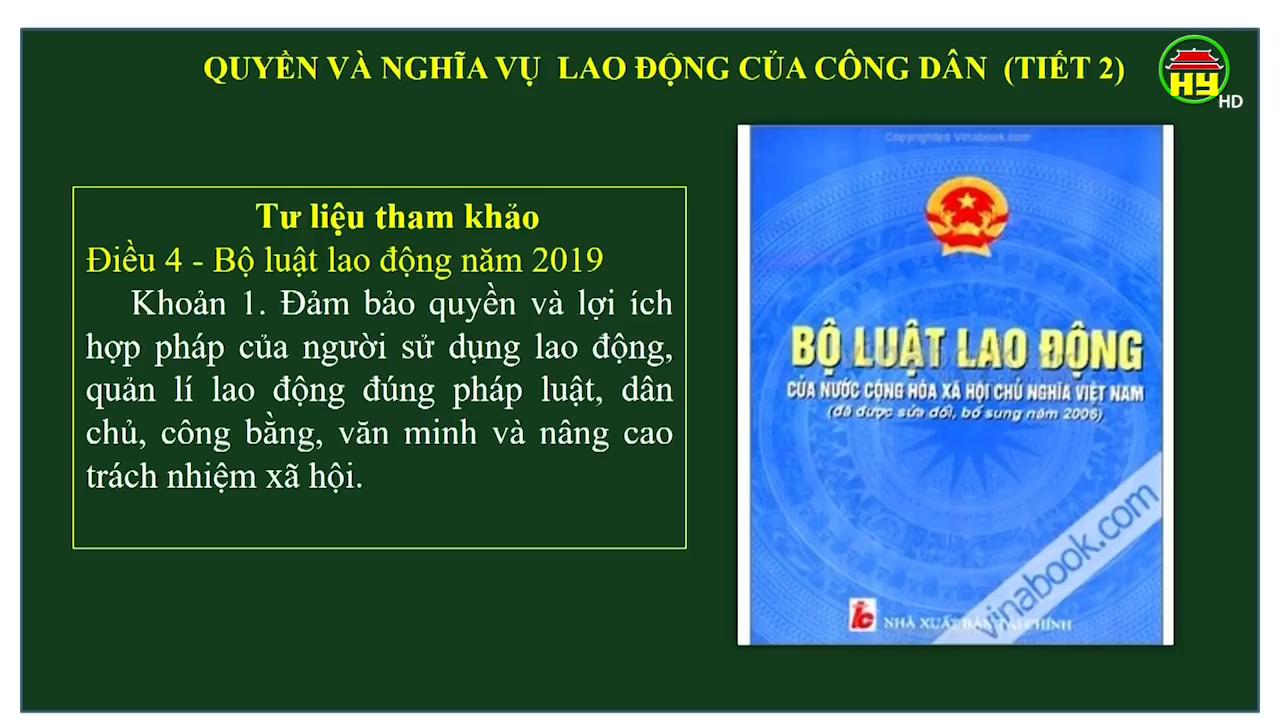 QUYỀN VÀ NGHĨA VỤ LAO ĐỘNG CỦA CÔNG DÂN (TIẾT 2)
HY
HD
Tư liệu tham khảo
Điều 4 - Bộ luật lao động năm 2019
Khoản 1. Đảm bảo quyền và lợi ích
hợp pháp của người sử dụng lao động,
quản lí lao động đúng pháp luật, dân
chủ, công bằng, văn minh và nâng cao
trách nhiệm xã hội.
Copyrighted Vinabook.com
BỘ LUẬT LAO ĐỘNG
CỦA NƯỚC CỘNG HÒA XÃ HỘI CHỦ NGHĨA VIỆT NAM
(đã được sửa đổi, bổ sung năm 2006)
vinabook.com
NHÀ XUẤT BẢN TÀI CHÍNH